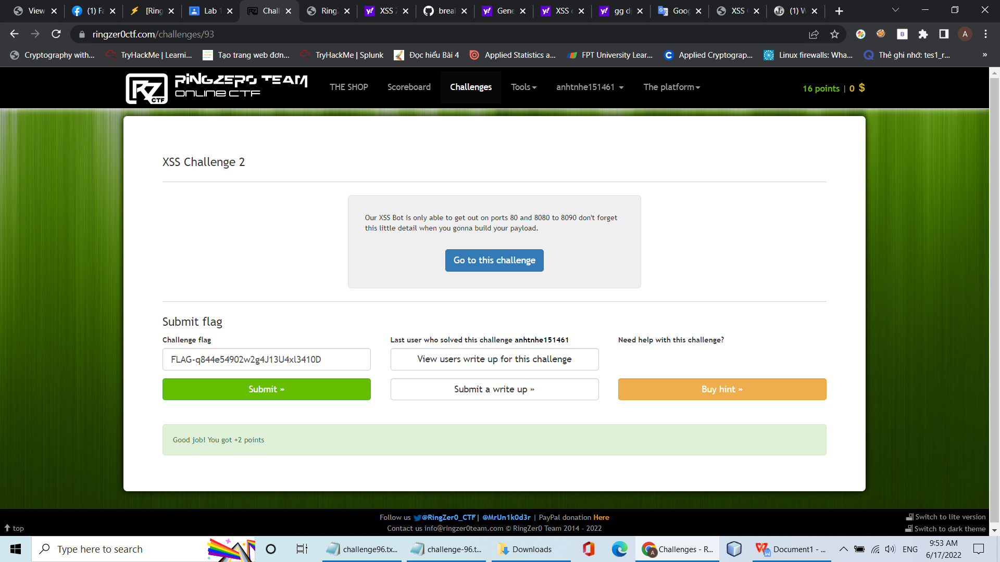 View
(1) Fa
[Ring
Lab 1
Chall
Ring
XSS 2
breal
Gene
XSS c
gg di
Goog
XSS
(1) W
ringzer0ctf.com/challenges/93
A
Cryptography with...
TryHackMe | Learni...
Tạo trang web đơn...
TryHackMe | Splunk
Đọc hiểu Bài 4
Applied Statistics a...
FPT University Lear...
Applied Cryptograp...
Linux firewalls: Wha...
Thẻ ghi nhớ: tes1_r...
»
RZ CTF
RINGZER0 TEAM
ONLINE CTF
THE SHOP
Scoreboard
Challenges
Tools
anhtnhe151461
The platform
16 points | 0 $
XSS Challenge 2
Our XSS Bot is only able to get out on ports 80 and 8080 to 8090 don't forget
this little detail when you gonna build your payload.
Go to this challenge
Submit flag
Challenge flag
Last user who solved this challenge anhtnhe151461
Need help with this challenge?
FLAG-q844e54902w2g4J13U4xl3410D
View users write up for this challenge
Submit »
Submit a write up »
Buy hint »
Good job! You got +2 points
Follow us @RingZer0_CTF | @MrUn1k0d3r | PayPal donation Here
Contact us info@ringzer0team.com © RingZer0 Team 2014 - 2022
top
Switch to lite version
Switch to dark theme
Type here to search
challenge96.tx...
challenge-96.t...
Downloads
Challenges - R...
Document1 - ...
ENG
9:53 AM
6/17/2022